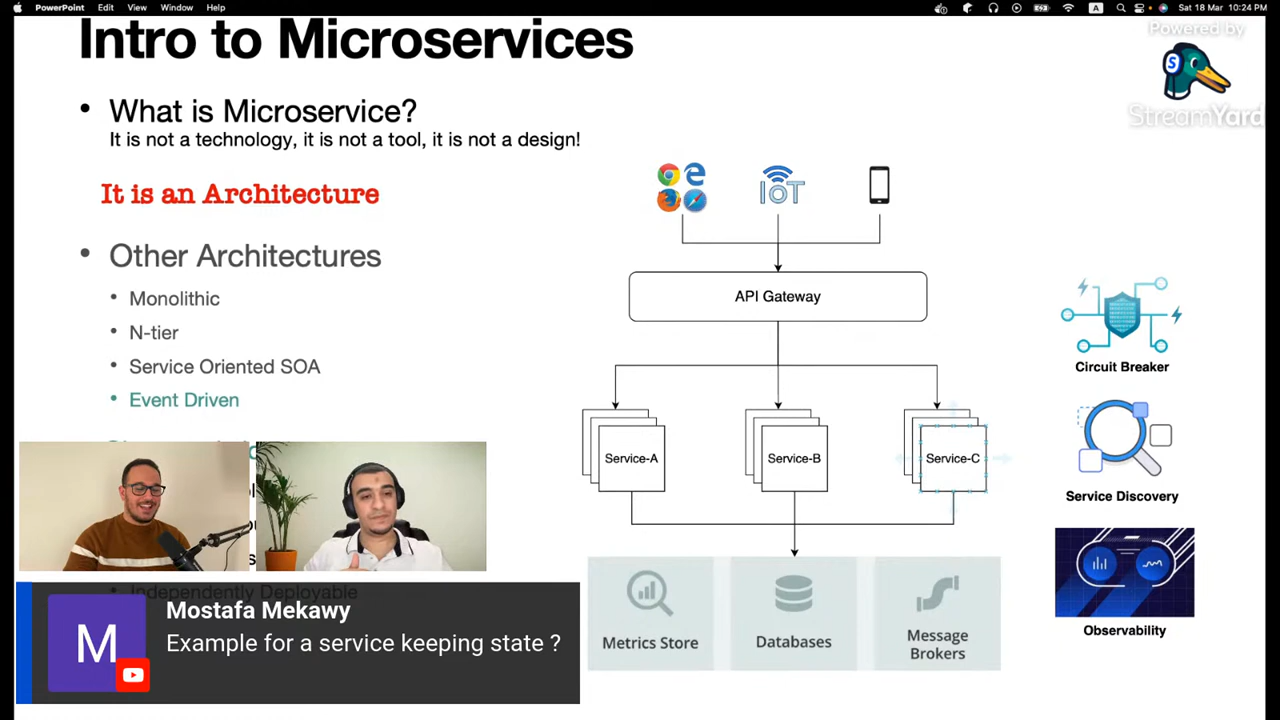 PowerPoint File Edit View Window Help
A
Sat 18 Mar 10:24 PM
Intro to Microservices
Powered by
S
StreamYard
• What is Microservice?
It is not a technology, it is not a tool, it is not a design!
It is an Architecture
• Other Architectures
• Monolithic
• N-tier
• Service Oriented SOA
• Event Driven
Independently Deployable
IoT
API Gateway
Service-A
Service-B
Service-C
Metrics Store
Databases
Message
Brokers
Circuit Breaker
Service Discovery
Observability
M
Mostafa Mekawy
Example for a service keeping state ?